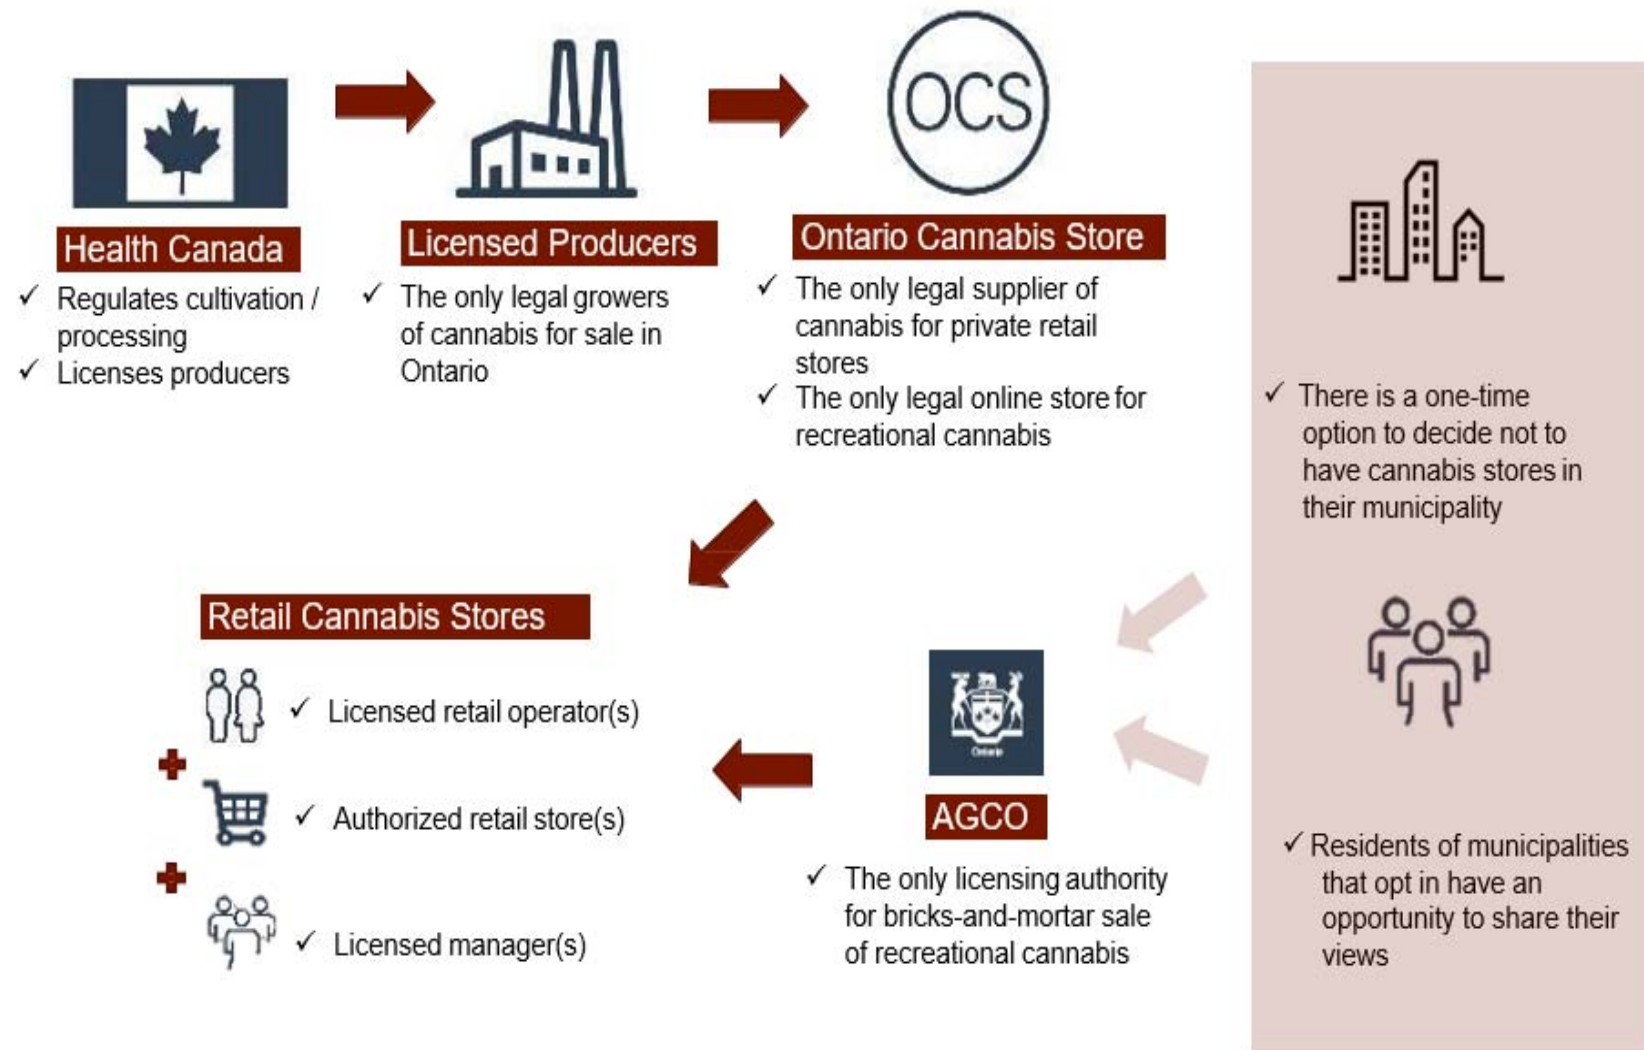 OCS
Health Canada
✓ Regulates cultivation /
processing
✓ Licenses producers
Licensed Producers
✓ The only legal growers
of cannabis for sale in
Ontario
Ontario Cannabis Store
✓ The only legal supplier of
cannabis for private retail
stores
✓ The only legal online store for
recreational cannabis
✓ There is a one-time
option to decide not to
have cannabis stores in
their municipality
✓ Residents of municipalities
that opt in have an
opportunity to share their
views
Retail Cannabis Stores
✓ Licensed retail operator(s)
✓ Authorized retail store(s)
✓ Licensed manager(s)
Ontario
AGCO
✓ The only licensing authority
for bricks-and-mortar sale
of recreational cannabis